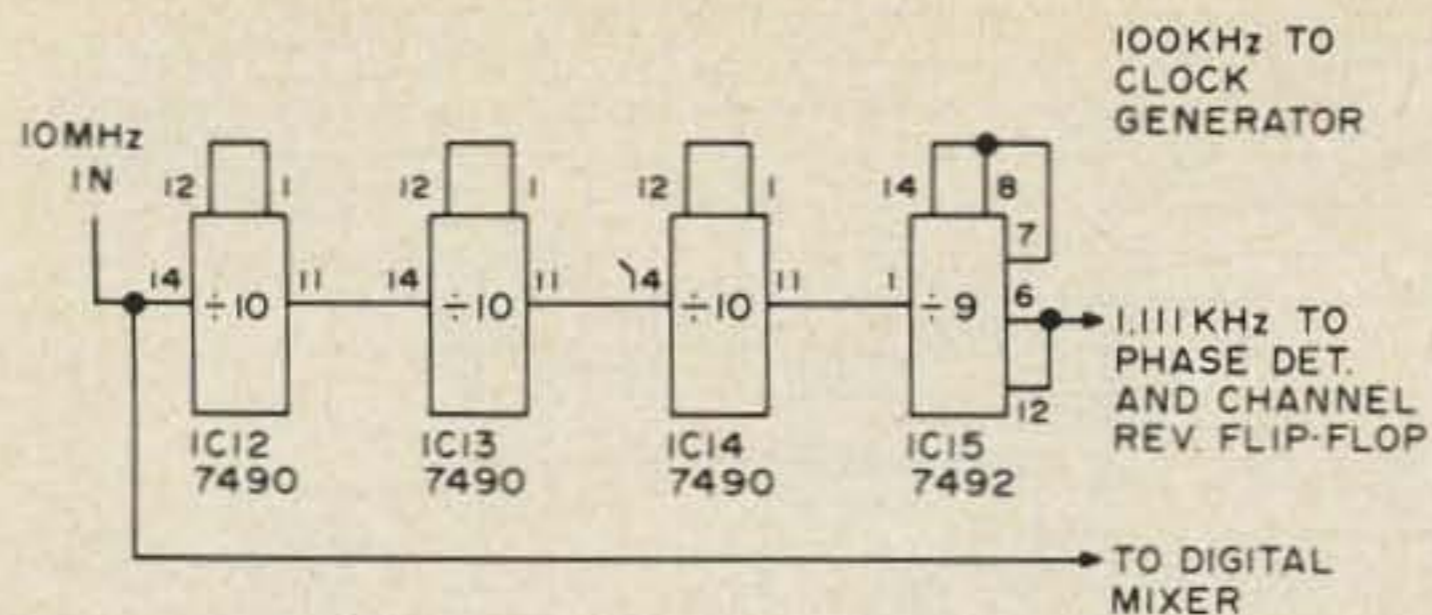 100KHz TO
CLOCK
GENERATOR
10MHz
IN
12 1
12 1
12 1
14 8
7
14 ÷10 11
14 ÷10 11
14 ÷10 11
1 ÷9 6
12
1.111KHz TO
PHASE DET.
AND CHANNEL
REV. FLIP-FLOP
IC12
7490
IC13
7490
IC14
7490
IC15
7492
TO DIGITAL
MIXER